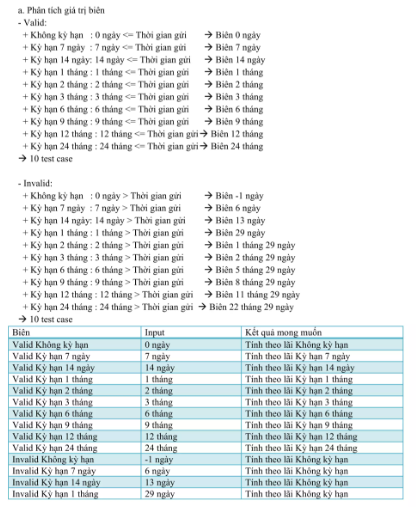 a. Phân tích giá trị biên
- Valid:
+ Không kỳ hạn : 0 ngày <= Thời gian gửi → Biên 0 ngày
+ Kỳ hạn 7 ngày : 7 ngày <= Thời gian gửi → Biên 7 ngày
+ Kỳ hạn 14 ngày: 14 ngày <= Thời gian gửi → Biên 14 ngày
+ Kỳ hạn 1 tháng : 1 tháng <= Thời gian gửi → Biên 1 tháng
+ Kỳ hạn 2 tháng : 2 tháng <= Thời gian gửi → Biên 2 tháng
+ Kỳ hạn 3 tháng : 3 tháng <= Thời gian gửi → Biên 3 tháng
+ Kỳ hạn 6 tháng : 6 tháng <= Thời gian gửi → Biên 6 tháng
+ Kỳ hạn 9 tháng : 9 tháng <= Thời gian gửi → Biên 9 tháng
+ Kỳ hạn 12 tháng : 12 tháng <= Thời gian gửi → Biên 12 tháng
+ Kỳ hạn 24 tháng : 24 tháng <= Thời gian gửi → Biên 24 tháng
→ 10 test case
- Invalid:
+ Không kỳ hạn : 0 ngày > Thời gian gửi → Biên -1 ngày
+ Kỳ hạn 7 ngày : 7 ngày > Thời gian gửi → Biên 6 ngày
+ Kỳ hạn 14 ngày: 14 ngày > Thời gian gửi → Biên 13 ngày
+ Kỳ hạn 1 tháng : 1 tháng > Thời gian gửi → Biên 29 ngày
+ Kỳ hạn 2 tháng : 2 tháng > Thời gian gửi → Biên 1 tháng 29 ngày
+ Kỳ hạn 3 tháng : 3 tháng > Thời gian gửi → Biên 2 tháng 29 ngày
+ Kỳ hạn 6 tháng : 6 tháng > Thời gian gửi → Biên 5 tháng 29 ngày
+ Kỳ hạn 9 tháng : 9 tháng > Thời gian gửi → Biên 8 tháng 29 ngày
+ Kỳ hạn 12 tháng : 12 tháng > Thời gian gửi → Biên 11 tháng 29 ngày
+ Kỳ hạn 24 tháng : 24 tháng > Thời gian gửi → Biên 22 tháng 29 ngày
→ 10 test case
Biên Input Kết quả mong muốn
Valid Không kỳ hạn 0 ngày Tính theo lãi Không kỳ hạn
Valid Kỳ hạn 7 ngày 7 ngày Tính theo lãi Kỳ hạn 7 ngày
Valid Kỳ hạn 14 ngày 14 ngày Tính theo lãi Kỳ hạn 14 ngày
Valid Kỳ hạn 1 tháng 1 tháng Tính theo lãi Kỳ hạn 1 tháng
Valid Kỳ hạn 2 tháng 2 tháng Tính theo lãi Kỳ hạn 2 tháng
Valid Kỳ hạn 3 tháng 3 tháng Tính theo lãi Kỳ hạn 3 tháng
Valid Kỳ hạn 6 tháng 6 tháng Tính theo lãi Kỳ hạn 6 tháng
Valid Kỳ hạn 9 tháng 9 tháng Tính theo lãi Kỳ hạn 9 tháng
Valid Kỳ hạn 12 tháng 12 tháng Tính theo lãi Kỳ hạn 12 tháng
Valid Kỳ hạn 24 tháng 24 tháng Tính theo lãi Kỳ hạn 24 tháng
Invalid Không kỳ hạn -1 ngày Tính theo lãi Không kỳ hạn
Invalid Kỳ hạn 7 ngày 6 ngày Tính theo lãi Không kỳ hạn
Invalid Kỳ hạn 14 ngày 13 ngày Tính theo lãi Không kỳ hạn
Invalid Kỳ hạn 1 tháng 29 ngày Tính theo lãi Không kỳ hạn